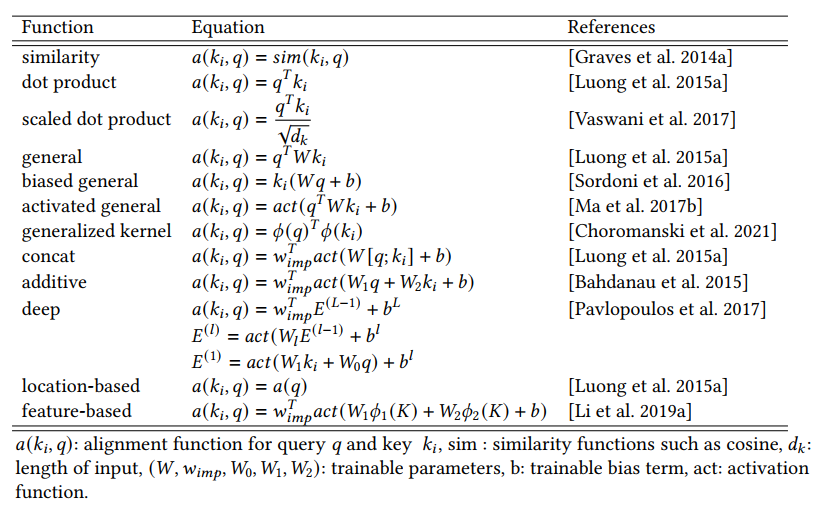 Function Equation References
similarity a(k_i, q) = sim(k_i, q) [Graves et al. 2014a]
dot product a(k_i, q) = q^T k_i [Luong et al. 2015a]
scaled dot product a(k_i, q) = \frac{q^T k_i}{\sqrt{d_k}} [Vaswani et al. 2017]
general a(k_i, q) = q^T W k_i [Luong et al. 2015a]
biased general a(k_i, q) = k_i(Wq + b) [Sordoni et al. 2016]
activated general a(k_i, q) = act(q^T W k_i + b) [Ma et al. 2017b]
generalized kernel a(k_i, q) = ϕ(q)^T ϕ(k_i) [Choromanski et al. 2021]
concat a(k_i, q) = w_{imp}^T act(W[q; k_i] + b) [Luong et al. 2015a]
additive a(k_i, q) = w_{imp}^T act(W_1 q + W_2 k_i + b) [Bahdanau et al. 2015]
deep a(k_i, q) = w_{imp}^T E^{(L-1)} + b^L [Pavlopoulos et al. 2017]
E^{(l)} = act(W_l E^{(l-1)} + b^l
E^{(1)} = act(W_1 k_i + W_0 q) + b^l
location-based a(k_i, q) = a(q) [Luong et al. 2015a]
feature-based a(k_i, q) = w_{imp}^T act(W_1 ϕ_1(K) + W_2 ϕ_2(K) + b) [Li et al. 2019a]
a(k_i, q): alignment function for query q and key k_i, sim : similarity functions such as cosine, d_k:
length of input, (W, w_{imp}, W_0, W_1, W_2): trainable parameters, b: trainable bias term, act: activation
function.